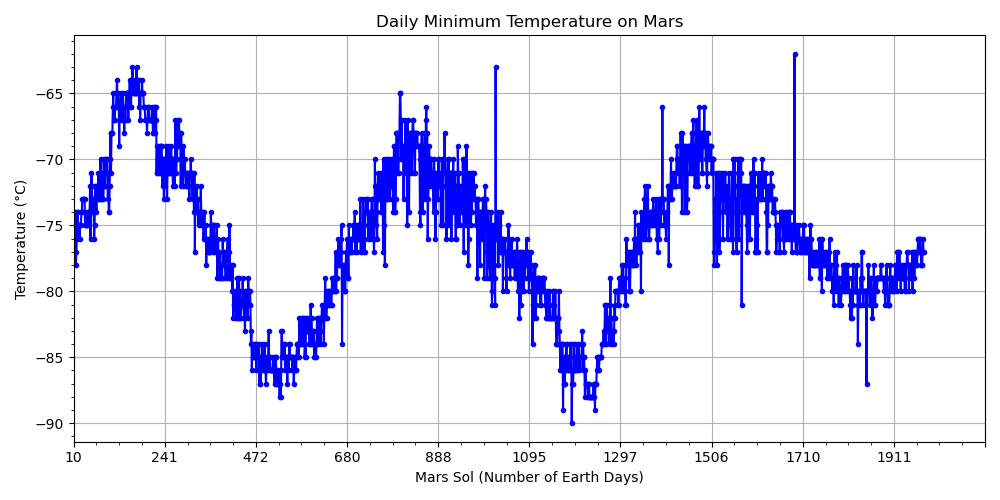 Daily Minimum Temperature on Mars
Temperature (°C)
−65
−70
−75
−80
−85
−90
10 241 472 680 888 1095 1297 1506 1710 1911
Mars Sol (Number of Earth Days)